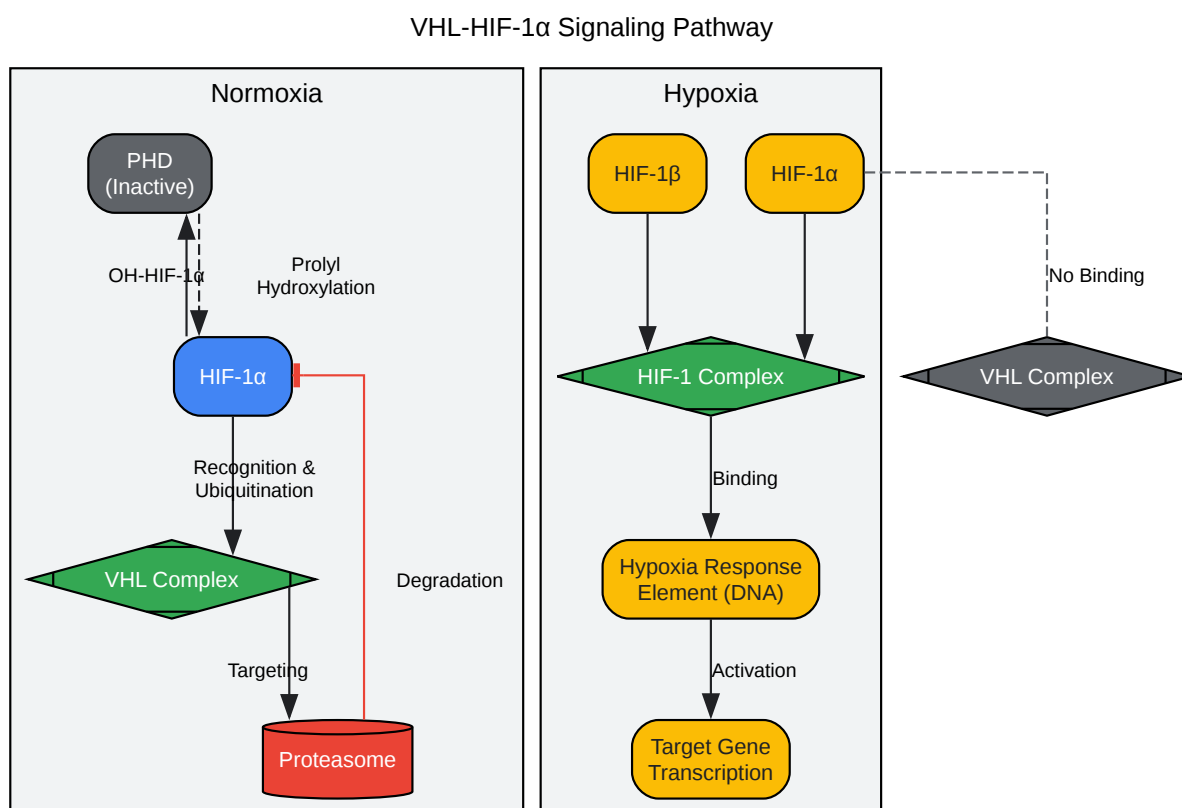 VHL-HIF-1α Signaling Pathway
Normoxia
PHD
(Inactive)
OH-HIF-1α
Prolyl
Hydroxylation
HIF-1α
Recognition &
Ubiquitination
VHL Complex
Degradation
Targeting
Proteasome
Hypoxia
HIF-1β
HIF-1α
No Binding
HIF-1 Complex
VHL Complex
Binding
Hypoxia Response
Element (DNA)
Activation
Target Gene
Transcription